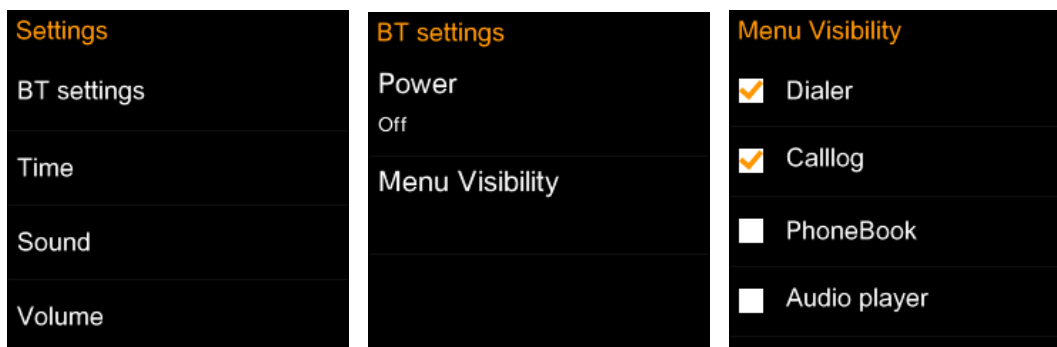 Settings
BT settings
Time
Sound
Volume
BT settings
Power
Off
Menu Visibility
Menu Visibility
Dialer
Calllog
PhoneBook
Audio player